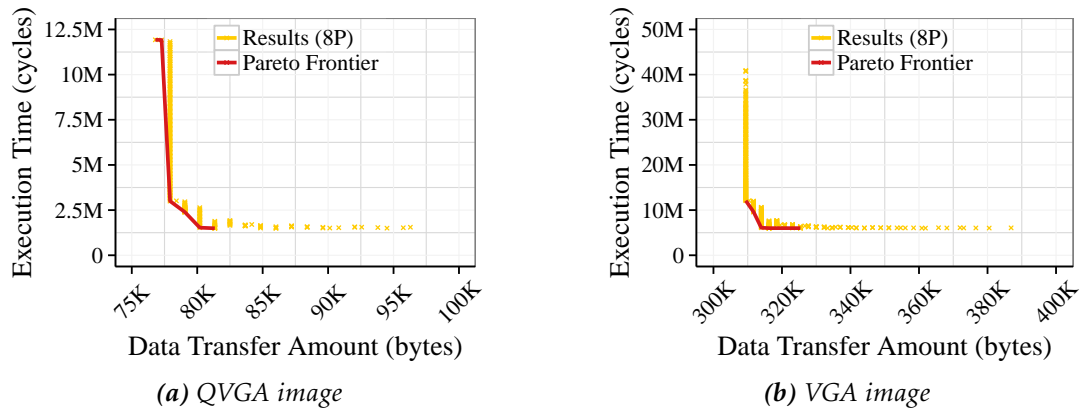 Execution Time (cycles)
12.5M
10M
7.5M
5M
2.5M
0
Results (8P)
Pareto Frontier
75K
80K
85K
90K
95K
100K
Data Transfer Amount (bytes)
(a) QVGA image
Execution Time (cycles)
50M
40M
30M
20M
10M
0
Results (8P)
Pareto Frontier
300K
320K
340K
360K
380K
400K
Data Transfer Amount (bytes)
(b) VGA image